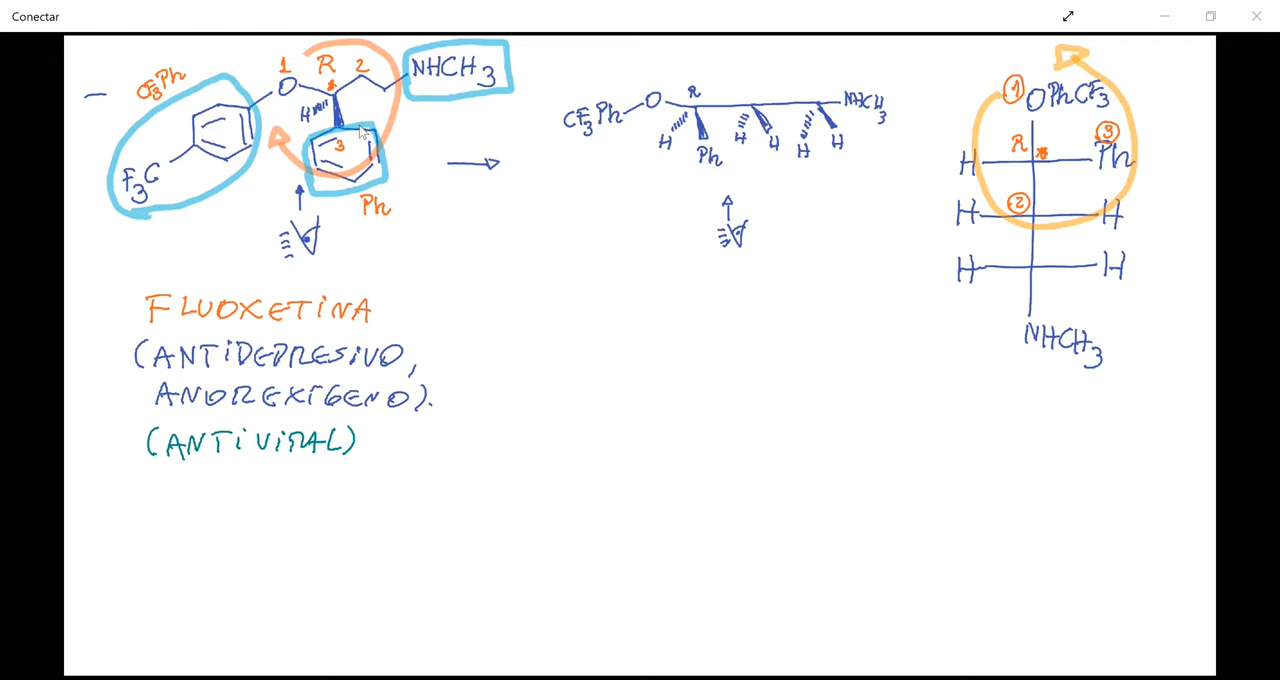 Conectar
CF3Ph
1 R 2
O * NHCH3
H
3
F3C
Ph
CF3Ph O R NHCH3
H Ph H H H H
1 OPhCF3
R * 3
H Ph
2
H H
H H
NHCH3
FLUOXETINA
(ANTIDEPRESIVO,
ANOREXÍGENO).
(ANTIVIRAL)